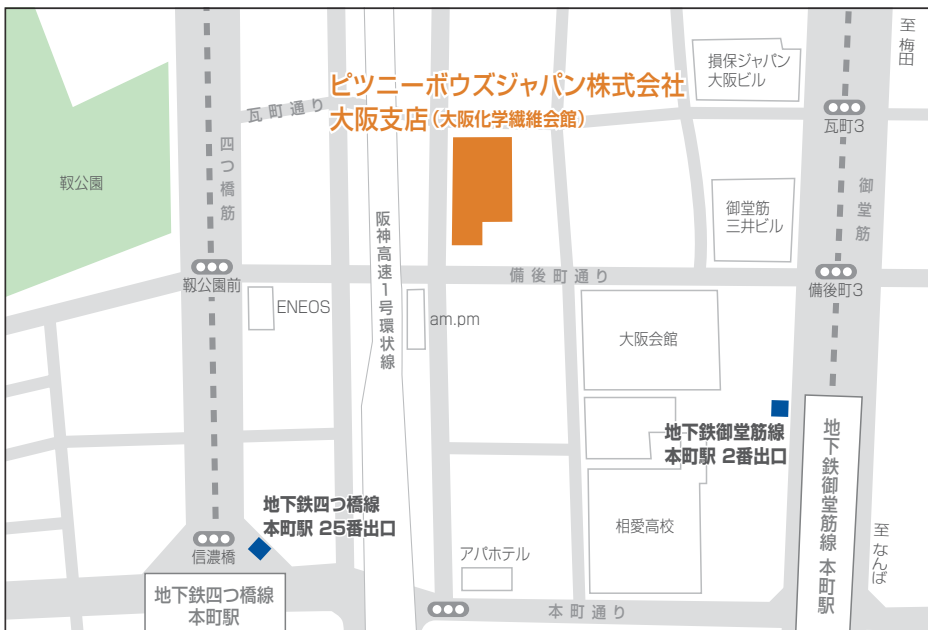 至
梅田
損保ジャパン
大阪ビル
ピツニーボウズジャパン株式会社
大阪支店(大阪化学繊維会館)
瓦町通り
瓦町3
四つ橋筋
靫公園
御堂筋
御堂筋
三井ビル
阪神高速1号環状線
靱公園前
備後町通り
備後町3
ENEOS
am.pm
大阪会館
地下鉄御堂筋線
本町駅 2番出口
地下鉄御堂筋線 本町駅
地下鉄四つ橋線
本町駅 25番出口
相愛高校
至 なんば
信濃橋
アパホテル
地下鉄四つ橋線
本町駅
本町通り